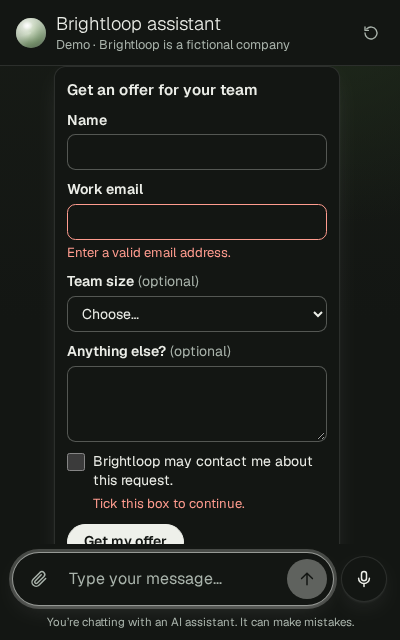 Brightloop assistant
Demo · Brightloop is a fictional company
Get an offer for your team
Name
Work email
Enter a valid email address.
Team size (optional)
Choose...
Anything else? (optional)
Brightloop may contact me about
this request.
Tick this box to continue.
Get my offer
Type your message...
You're chatting with an AI assistant. It can make mistakes.